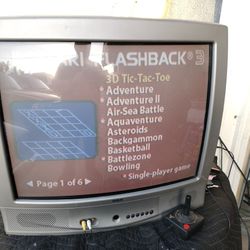 ARI FLASHBACK® 3
3D Tic-Tac-Toe
* Adventure
* Adventure II
Air-Sea Battle
* Aquaventure
Asteroids
Backgammon
Basketball
* Battlezone
Bowling
* Single-player game
◀ Page 1 of 6 ▶